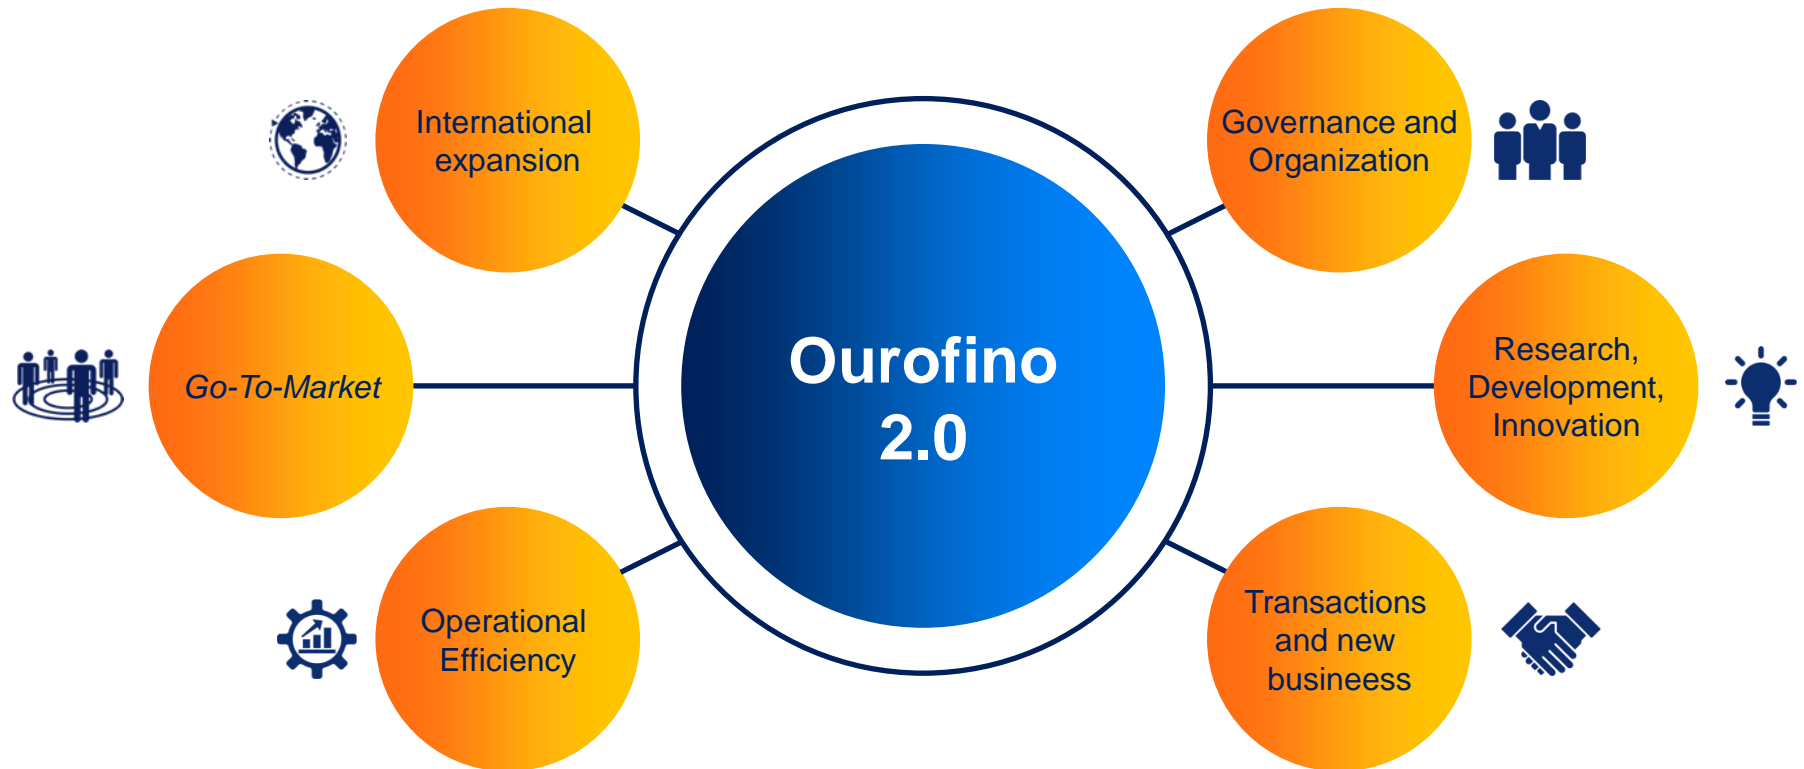 International
expansion
Governance and
Organization
Go-To-Market
Ourofino
2.0
Research,
Development,
Innovation
Operational
Efficiency
Transactions
and new
busineess